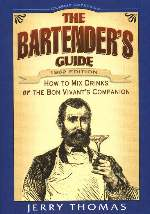 THE
BARTENDER'S
GUIDE
1862 EDITION
HOW TO MIX DRINKS
OR THE BON VIVANT'S COMPANION
JERRY THOMAS